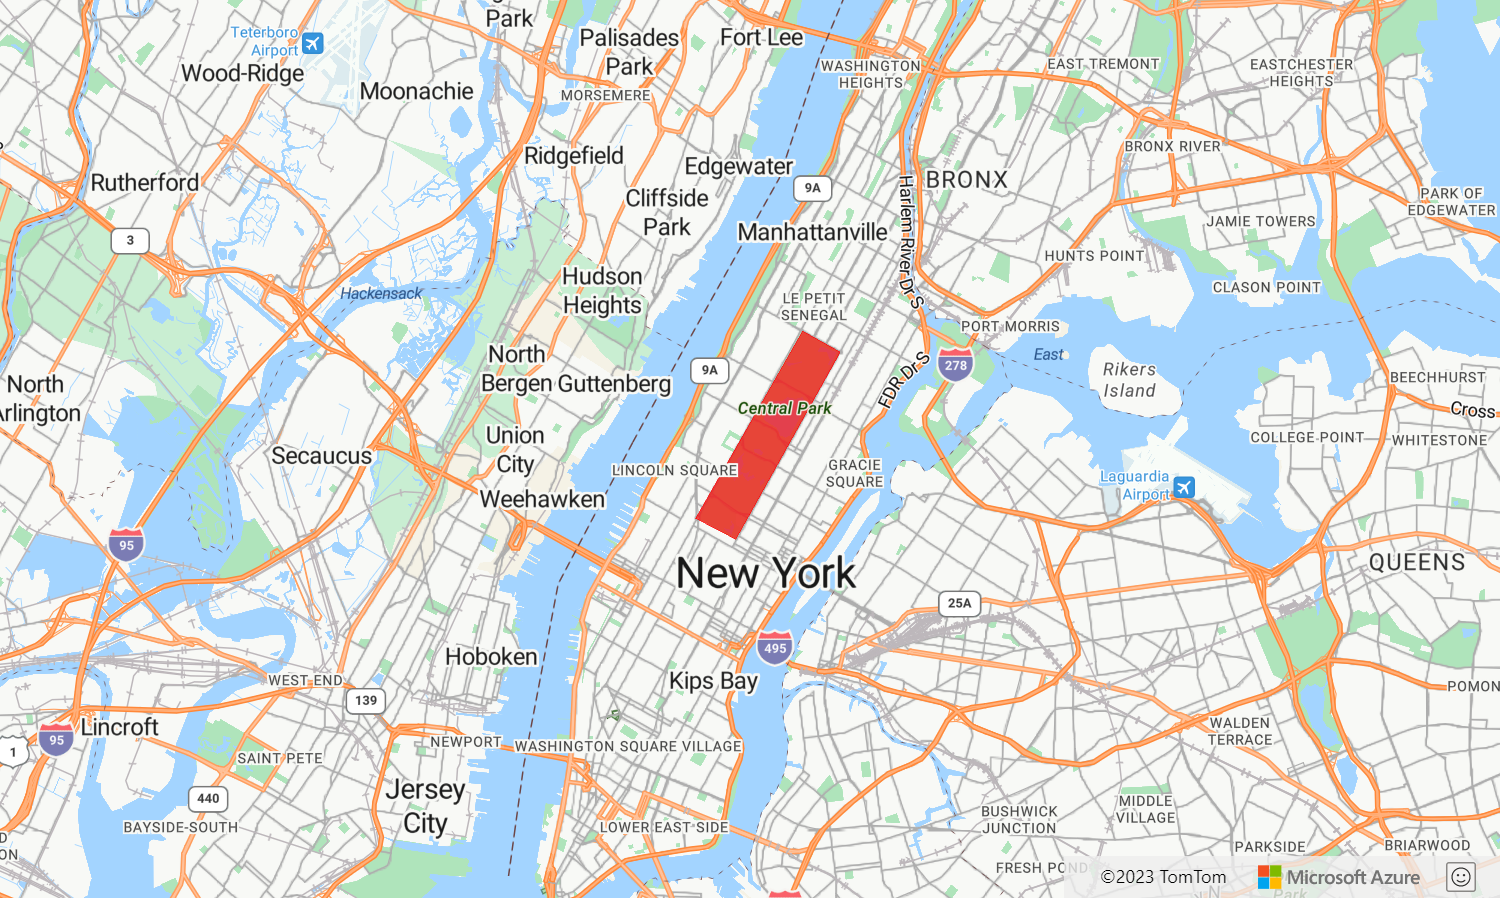 Park
Teterboro
Airport
Palisades
Park
Fort Lee
WASHINGTON
HEIGHTS
EAST TREMONT
EASTCHESTER
HEIGHTS
Wood-Ridge
Moonachie
MORSEMERE
BRONX RIVER
Ridgefield
Edgewater
Rutherford
9A
BRONX
Cliffside
Park
PARK OF
EDGEWATER
JAMIE TOWERS
3
Manhattanville
Harlem River Dr S
HUNTS POINT
Hudson
Heights
Hackensack
CLASON POINT
LE PETIT
SENEGAL
PORT MORRIS
North
Bergen
Guttenberg
9A
FDR Dr S
278
East
Rikers
Island
BEECHHURST
North
Arlington
Central Park
Cross
Union
City
COLLEGE POINT
WHITESTONE
Secaucus
LINCOLN SQUARE
GRACIE
SQUARE
Laguardia
Airport
Weehawken
95
New York
QUEENS
25A
495
Hoboken
Kips Bay
WEST END
139
POMON
Lincroft
95
1
NEWPORT
WASHINGTON SQUARE VILLAGE
WALDEN
TERRACE
SAINT PETE
440
Jersey
City
MIDDLE
VILLAGE
BUSHWICK
JUNCTION
BAYSIDE-SOUTH
LOWER EAST SIDE
D
ON
PARKSIDE
BRIARWOOD
FRESH POND
©2023 TomTom
Microsoft Azure